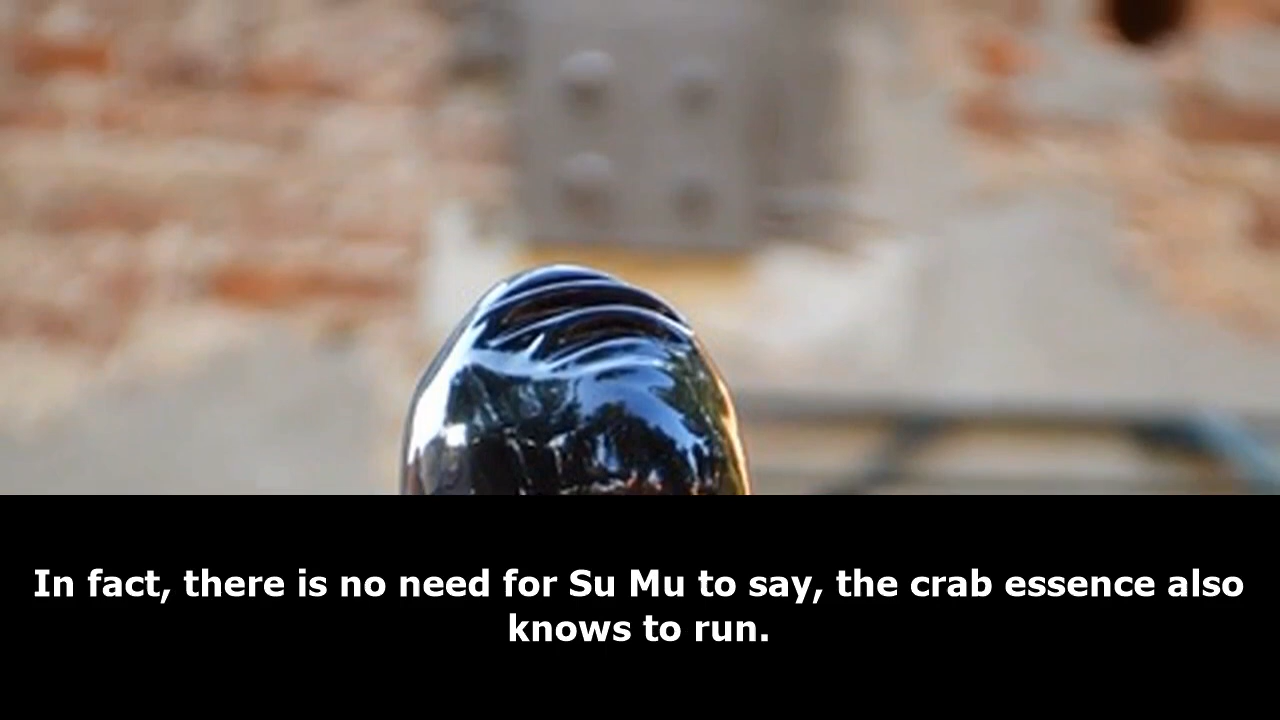 In fact, there is no need for Su Mu to say, the crab essence also
knows to run.